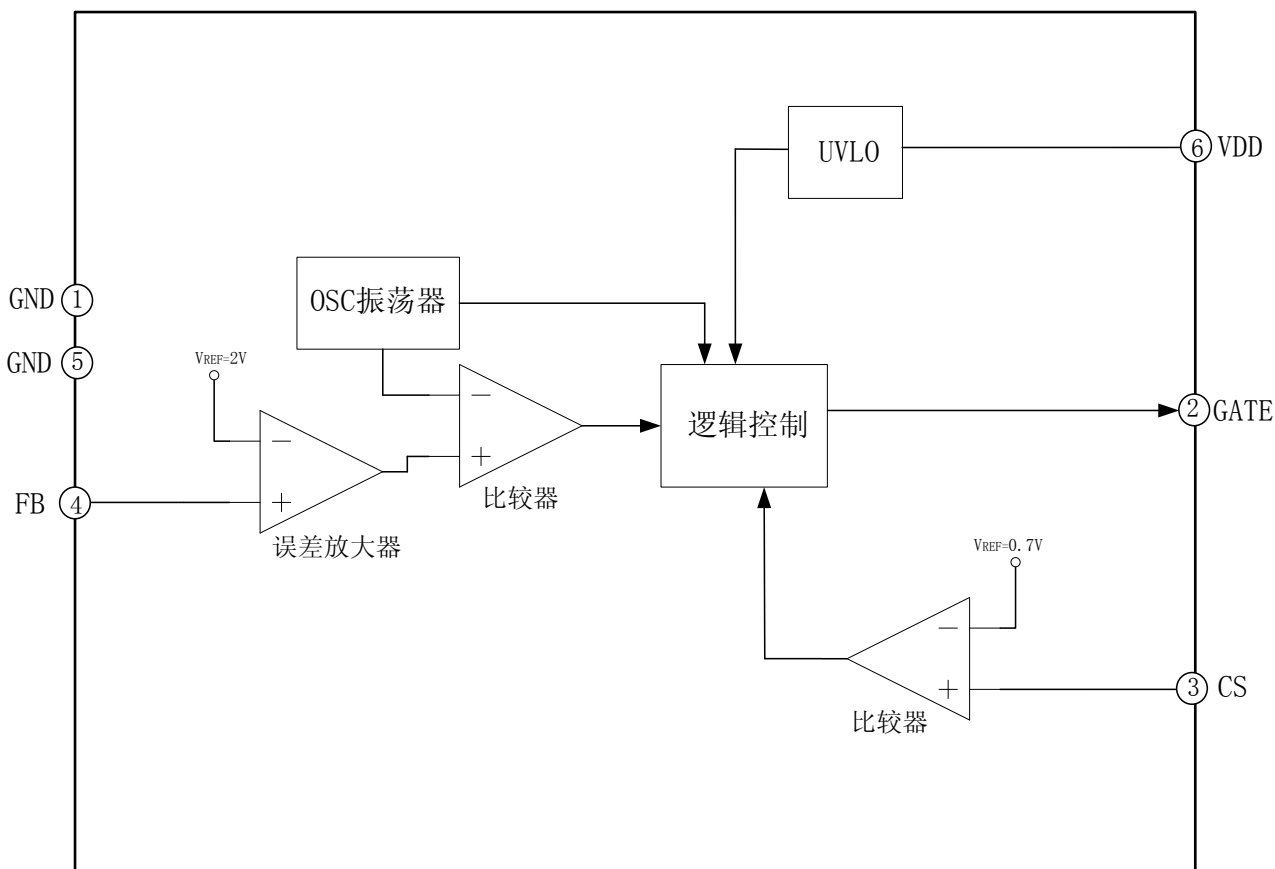 UVLO
⑥ VDD
OSC振荡器
GND ①
GND ⑤
VREF=2V
−
−
逻辑控制
② GATE
+
+
FB ④
比较器
误差放大器
VREF=0.7V
−
+
③ CS
比较器